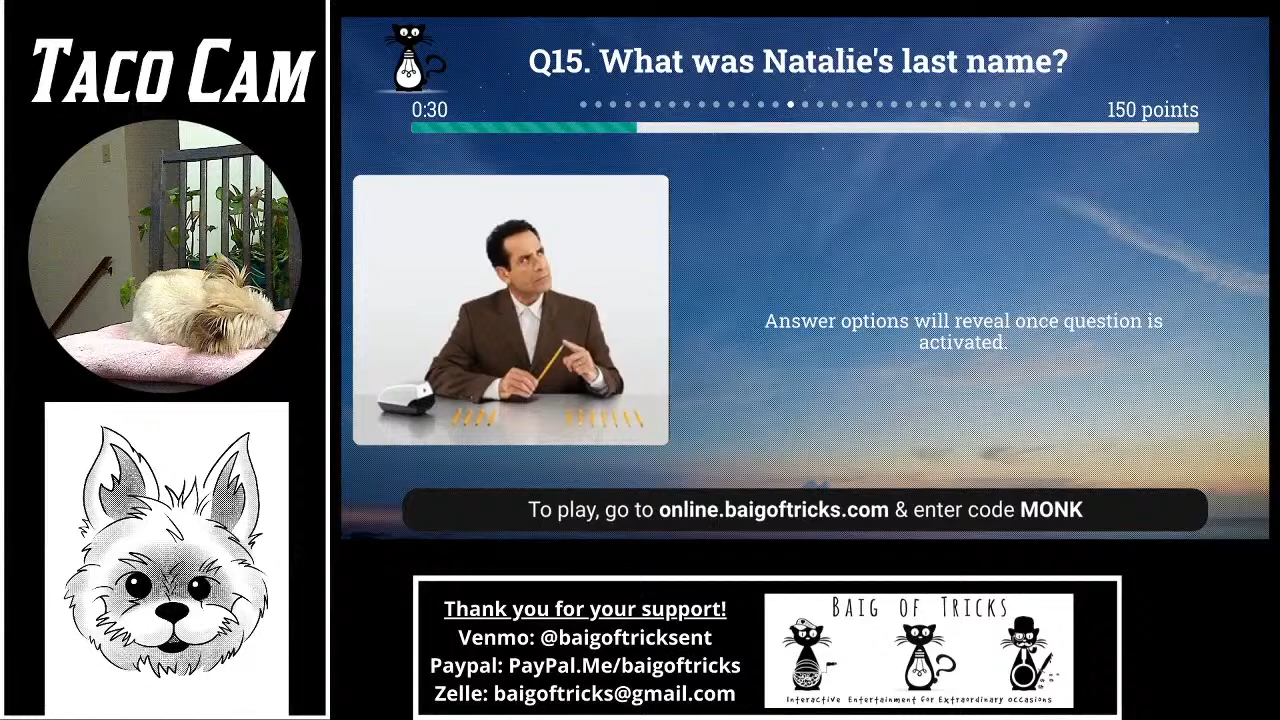 TACO CAM
Q15. What was Natalie's last name?
0:30
150 points
Answer options will reveal once question is
activated.
To play, go to online.baigoftricks.com & enter code MONK
Thank you for your support!
Venmo: @baigoftricksent
Paypal: PayPal.Me/baigoftricks
Zelle: baigoftricks@gmail.com
BAIG OF TRICKS
Interactive Entertainment for Extraordinary occasions